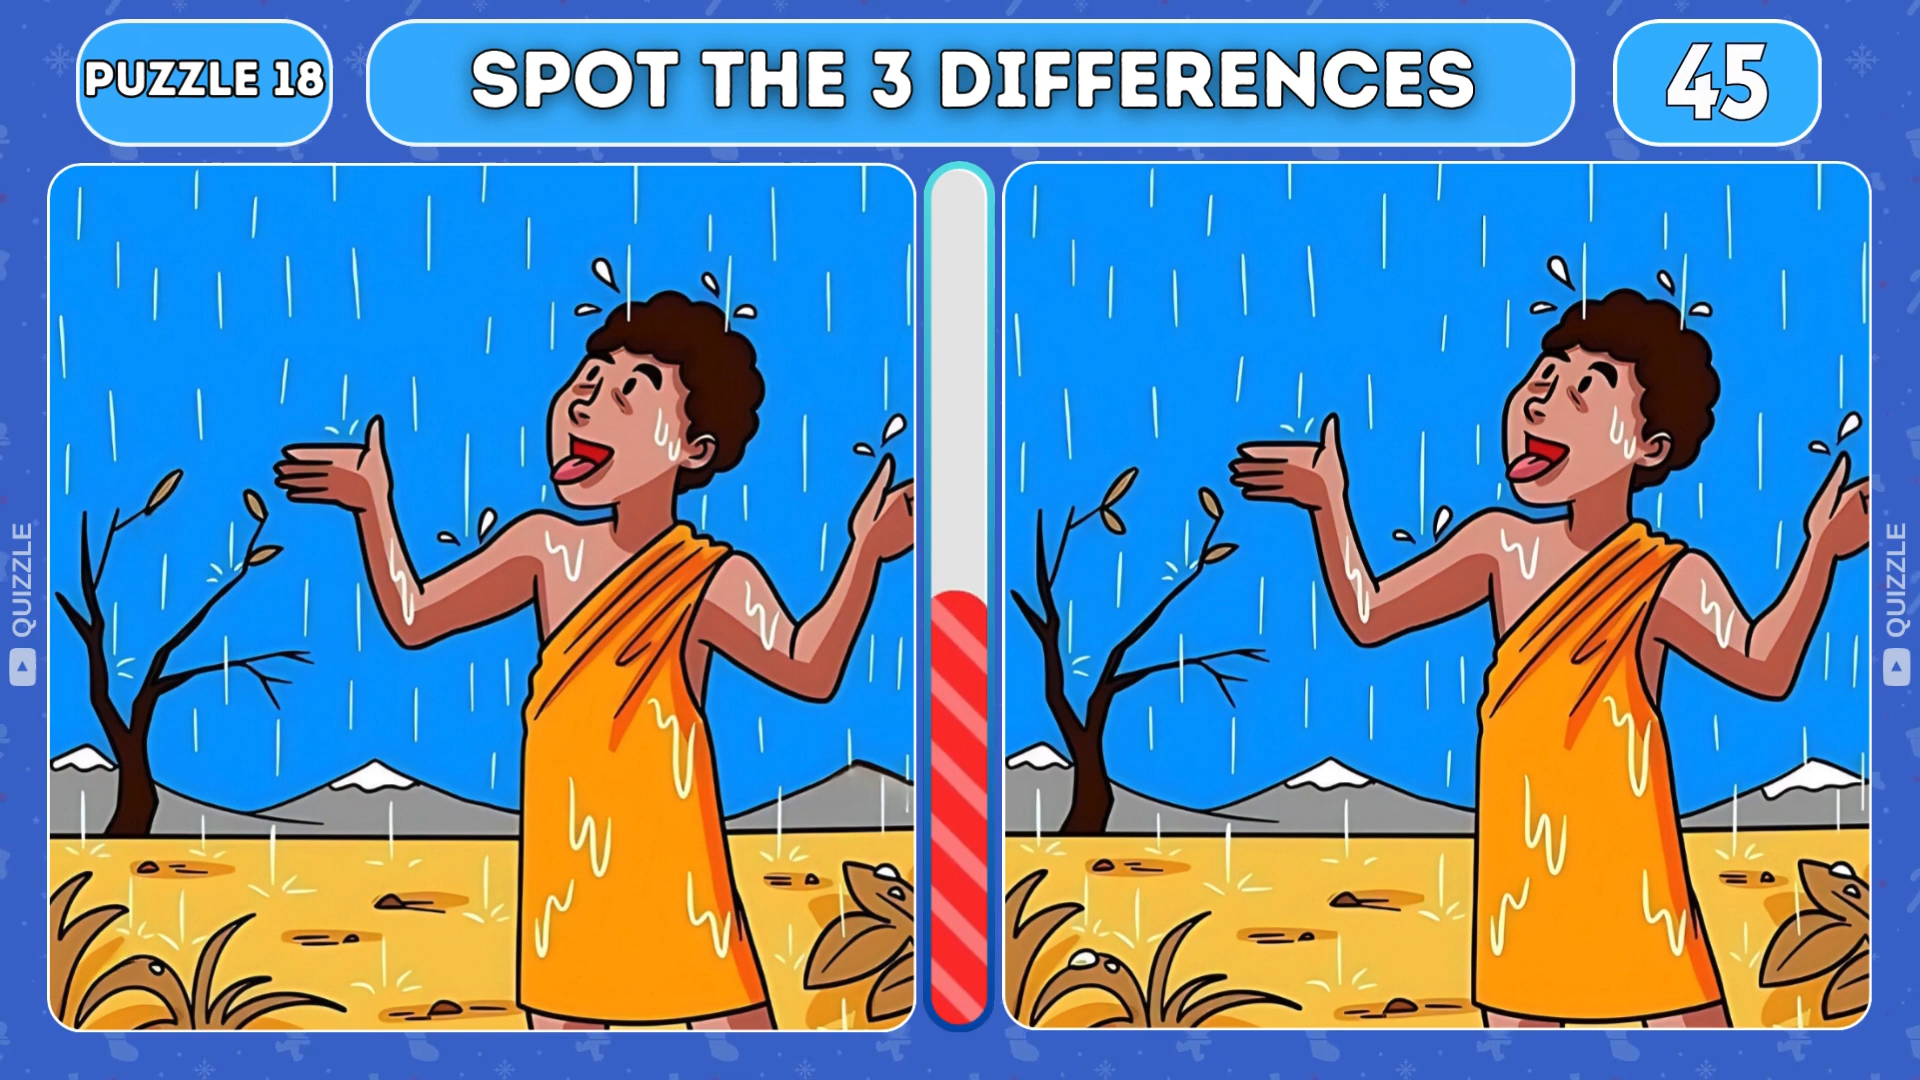 PUZZLE 18
SPOT THE 3 DIFFERENCES
45
QUIZZLE
QUIZZLE